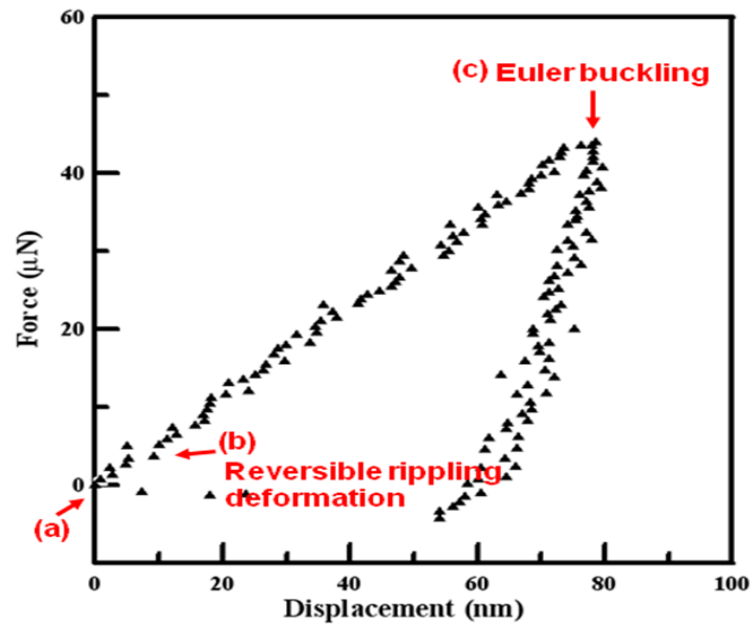 60
(c) Euler buckling
40
Force (μN)
20
(b)
Reversible rippling
deformation
0
(a)
0 20 40 60 80 100
Displacement (nm)